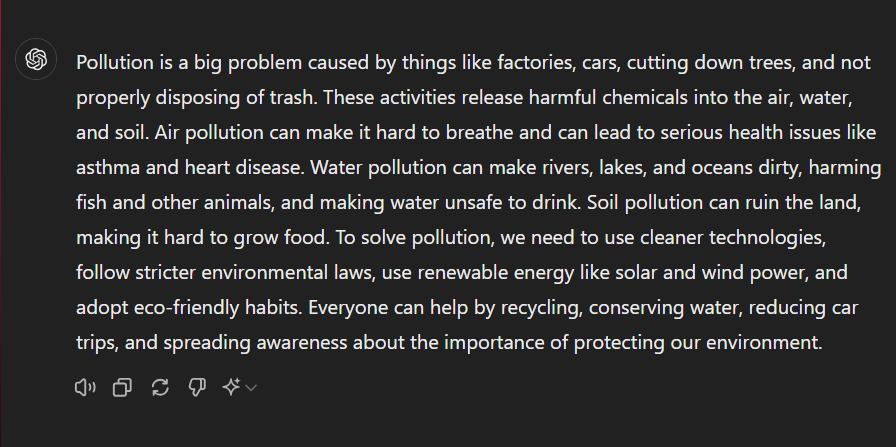 Pollution is a big problem caused by things like factories, cars, cutting down trees, and not
properly disposing of trash. These activities release harmful chemicals into the air, water,
and soil. Air pollution can make it hard to breathe and can lead to serious health issues like
asthma and heart disease. Water pollution can make rivers, lakes, and oceans dirty, harming
fish and other animals, and making water unsafe to drink. Soil pollution can ruin the land,
making it hard to grow food. To solve pollution, we need to use cleaner technologies,
follow stricter environmental laws, use renewable energy like solar and wind power, and
adopt eco-friendly habits. Everyone can help by recycling, conserving water, reducing car
trips, and spreading awareness about the importance of protecting our environment.